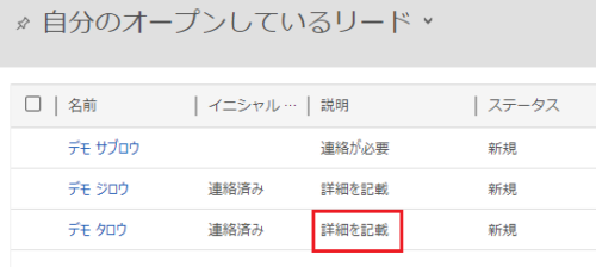 自分のオープンしているリード
名前 イニシャル … 説明 ステータス
デモ サブロウ 連絡が必要 新規
デモ ジロウ 連絡済み 詳細を記載 新規
デモ タロウ 連絡済み 詳細を記載 新規